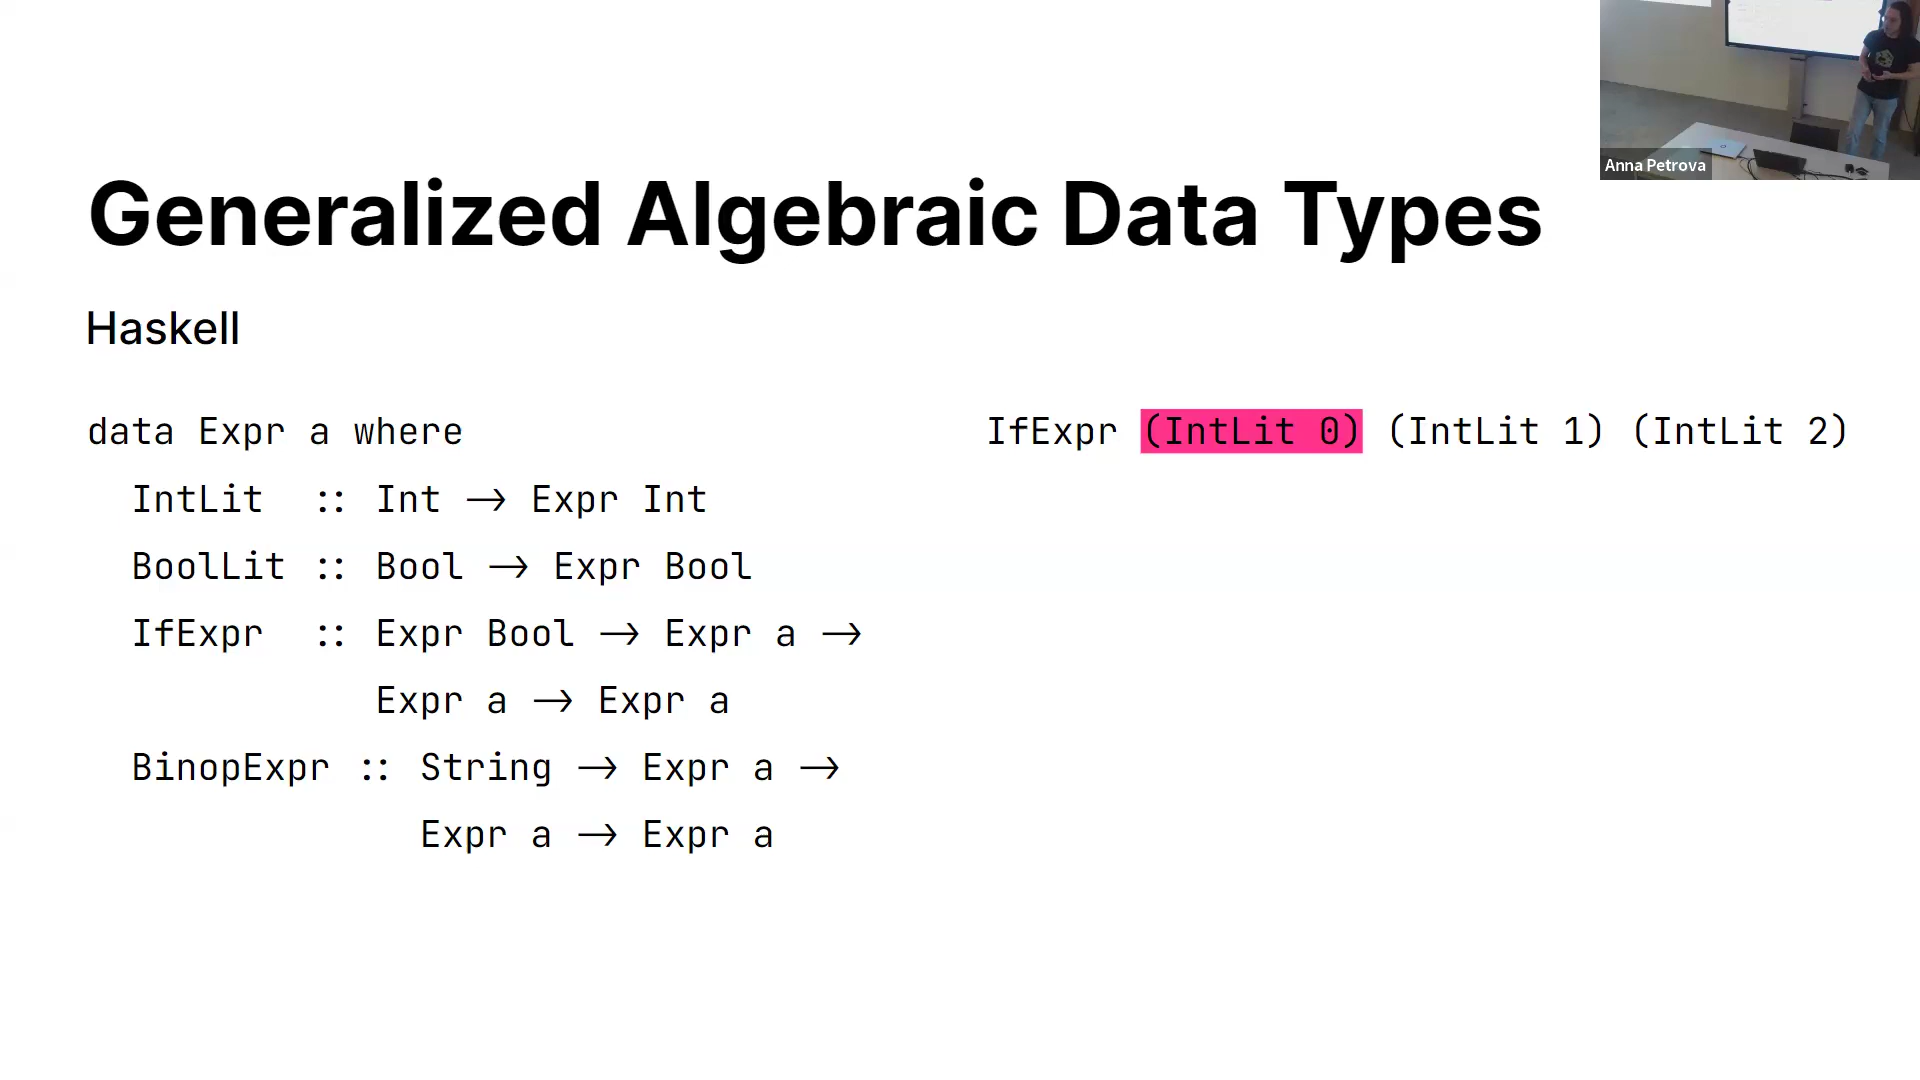 Anna Petrova
Generalized Algebraic Data Types
Haskell
data Expr a where
IntLit :: Int → Expr Int
BoolLit :: Bool → Expr Bool
IfExpr :: Expr Bool → Expr a →
Expr a → Expr a
BinopExpr :: String → Expr a →
Expr a → Expr a
IfExpr (IntLit 0) (IntLit 1) (IntLit 2)